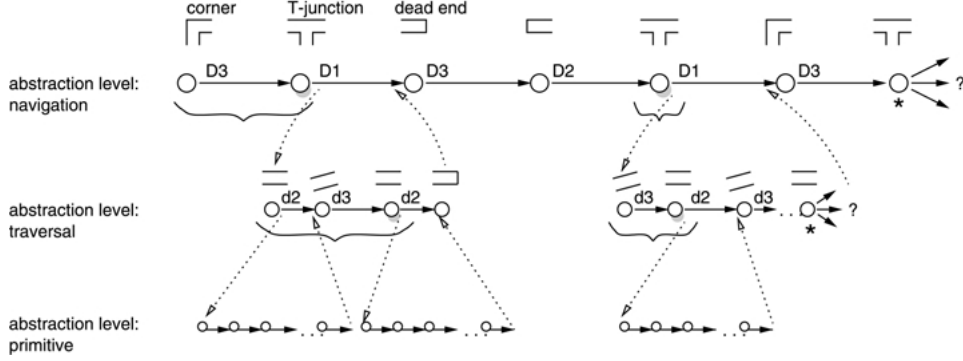 corner T-junction dead end
D3 D1 D3 D2 D1 D3
abstraction level:
navigation
?
*
d2 d3 d2 d3 d2 d3
abstraction level:
traversal
... ?
*
abstraction level:
primitive
... ... ...